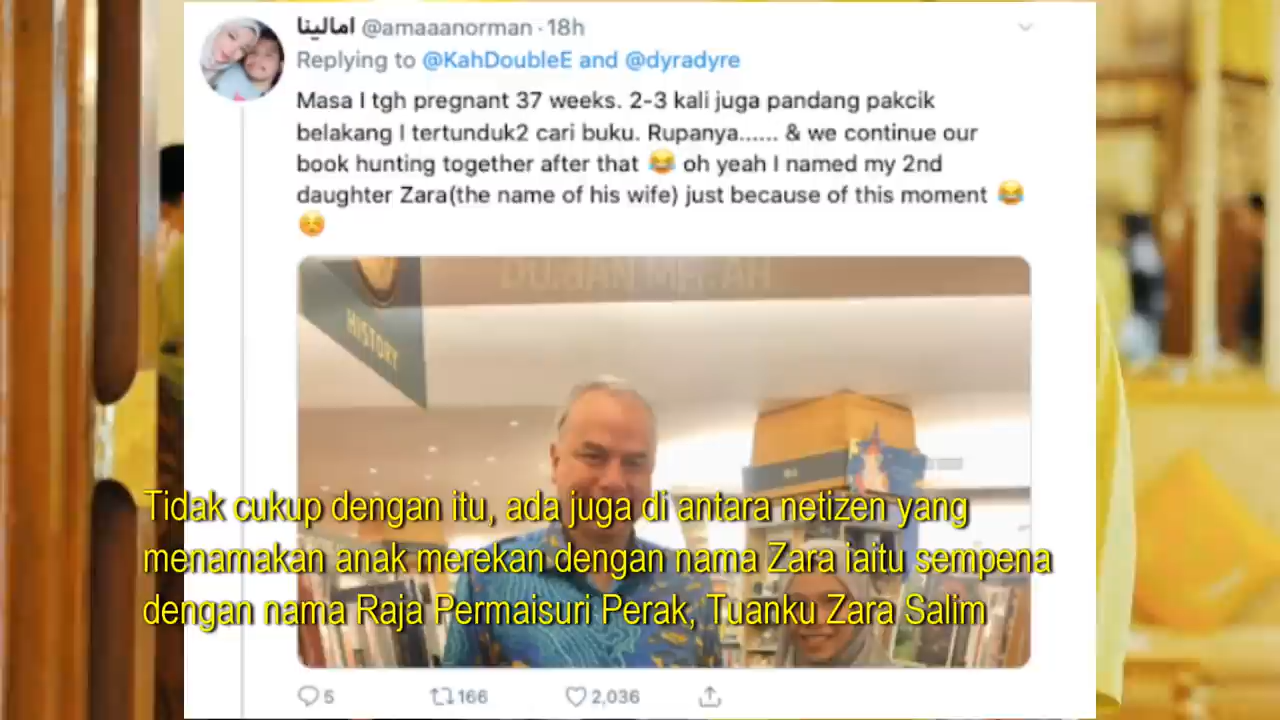 امالينا @amaaanorman · 18h
Replying to @KahDoubleE and @dyradyre
Masa I tgh pregnant 37 weeks. 2-3 kali juga pandang pakcik
belakang I tertunduk2 cari buku. Rupanya...... & we continue our
book hunting together after that 😂 oh yeah I named my 2nd
daughter Zara(the name of his wife) just because of this moment 😂
☺️
HISTORY
Tidak cukup dengan itu, ada juga di antara netizen yang
menamakan anak merekan dengan nama Zara iaitu sempena
dengan nama Raja Permaisuri Perak, Tuanku Zara Salim
5 166 2,036